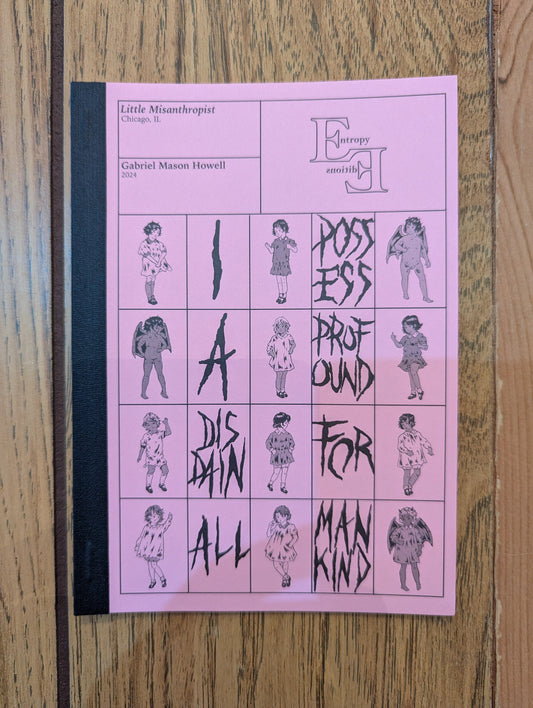 Little Misanthropist
Chicago, IL
Gabriel Mason Howell
2024
Entropy
Editions
I
POSS
ESS
A
PROF
OUND
DIS
DAIN
FOR
ALL
MAN
KIND